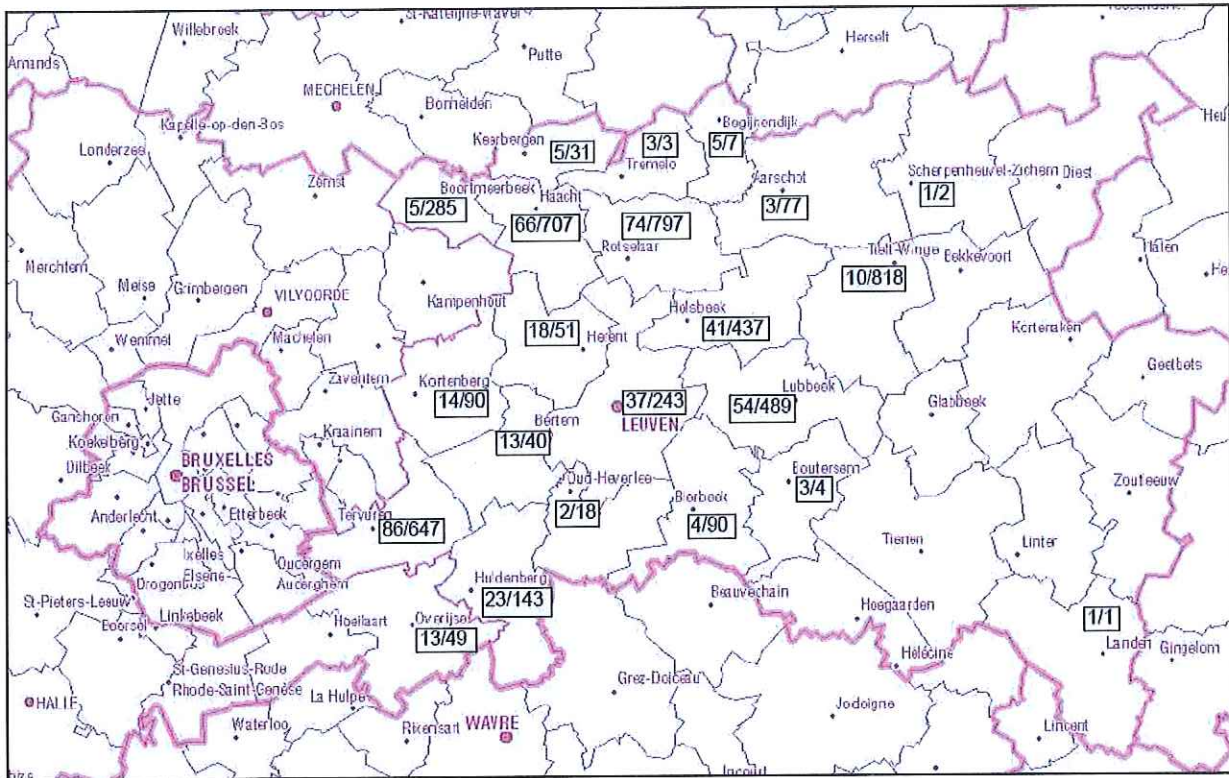 St-Katelijne-Waver
Willebroek
Putte
Herselt
Amands
MECHELEN
Bonheiden
Kapelle-op-den-Bos
Keerbergen
5/31
3/3
Begijnendijk
5/7
Londerzeel
Tremelo
Zemst
Boortmeerbeek
5/285
Haacht
66/707
74/797
Aarschot
3/77
Scherpenheuvel-Zichem
1/2
Diest
Rotselaar
Tielt-Winge
10/818
Bekkevoort
Halen
Merchtem
Meise
Grimbergen
VILVOORDE
Kampenhout
Holsbeek
41/437
18/51
Herent
Kortenaken
Wemmel
Machelen
Geetbets
Zaventem
Kortenberg
14/90
Lubbeek
54/489
Glabbeek
Jette
37/243
LEUVEN
Ganshoren
Koekelberg
Kraainem
Bertem
13/40
Dilbeek
BRUXELLES
BRUSSEL
Oud-Heverlee
2/18
Boutersem
3/4
Bierbeek
4/90
Zoutleeuw
Etterbeek
Anderlecht
Tervuren
86/647
Tienen
Linter
Ixelles
Elsene
Oudergem
Auderghem
Drogenbos
Huldenberg
23/143
Beauvechain
Hoegaarden
St-Pieters-Leeuw
Linkebeek
Beersel
Hoeilaart
Overijse
13/49
1/1
Landen
Gingelom
Hélécine
St-Genesius-Rode
Rhode-Saint-Genèse
La Hulpe
Grez-Doiceau
HALLE
Waterloo
Rixensart
WAVRE
Jodoigne
Lincent
Incourt